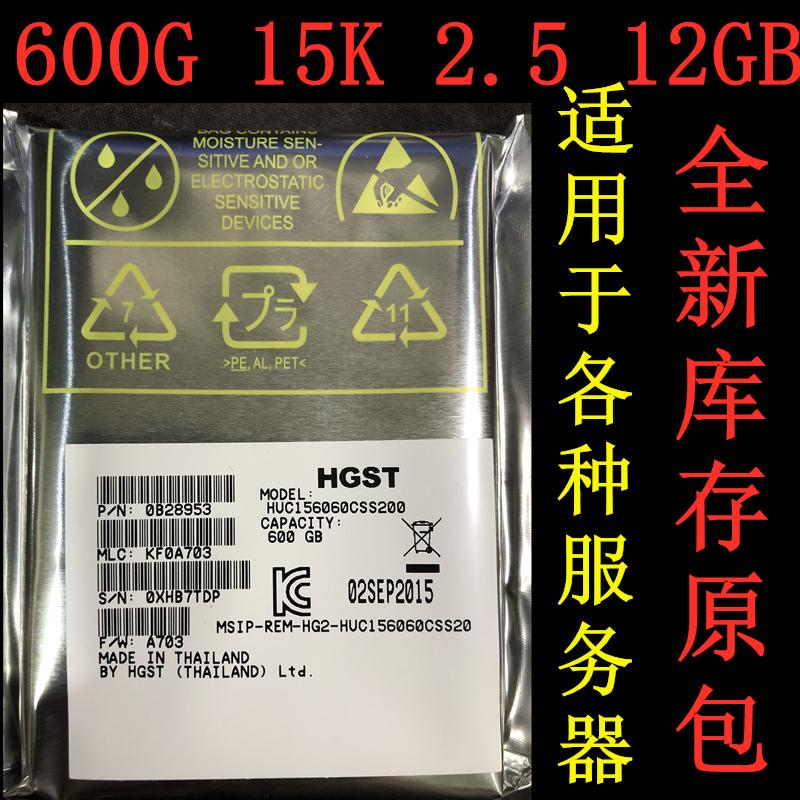 600G 15K 2.5 12GB
适用于各种服务器
全新库存原包
BAG CONTAINS
MOISTURE SEN-
SITIVE AND OR
ELECTROSTATIC
SENSITIVE
DEVICES
7
OTHER
プラ
>PE, AL, PET<
11
HGST
P/N: 0B28953
MODEL:
HUC156060CSS200
CAPACITY:
600 GB
MLC: KF0A703
S/N: 0XHB7TDP
02SEP2015
MSIP-REM-HG2-HUC156060CSS20
F/W: A703
MADE IN THAILAND
BY HGST (THAILAND) Ltd.